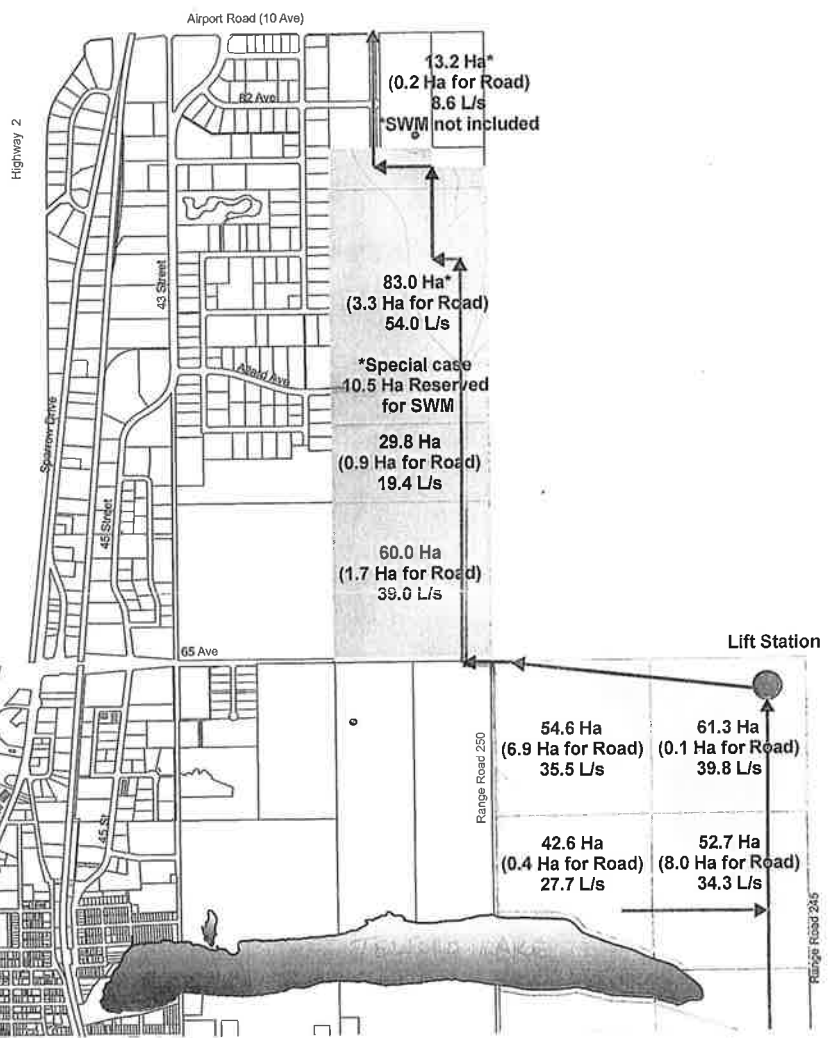 Airport Road (10 Ave)
Highway 2
13.2 Ha*
(0.2 Ha for Road)
8.6 L/s
*SWM not included
82 Ave
43 Street
83.0 Ha*
(3.3 Ha for Road)
54.0 L/s
*Special case
10.5 Ha Reserved
for SWM
Allard Ave
Sparrow Drive
29.8 Ha
(0.9 Ha for Road)
19.4 L/s
45 Street
60.0 Ha
(1.7 Ha for Road)
39.0 L/s
65 Ave
Lift Station
54.6 Ha
(6.9 Ha for Road)
35.5 L/s
61.3 Ha
(0.1 Ha for Road)
39.8 L/s
Range Road 250
45 St
42.6 Ha
(0.4 Ha for Road)
27.7 L/s
52.7 Ha
(8.0 Ha for Road)
34.3 L/s
Range Road 245
LAKE